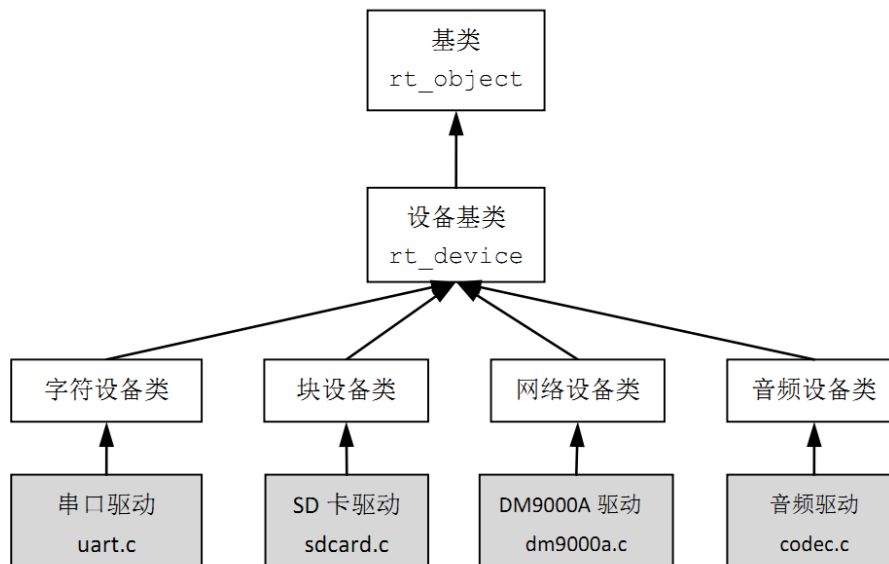 基类
rt_object
设备基类
rt_device
字符设备类
块设备类
网络设备类
音频设备类
串口驱动
uart.c
SD 卡驱动
sdcard.c
DM9000A 驱动
dm9000a.c
音频驱动
codec.c